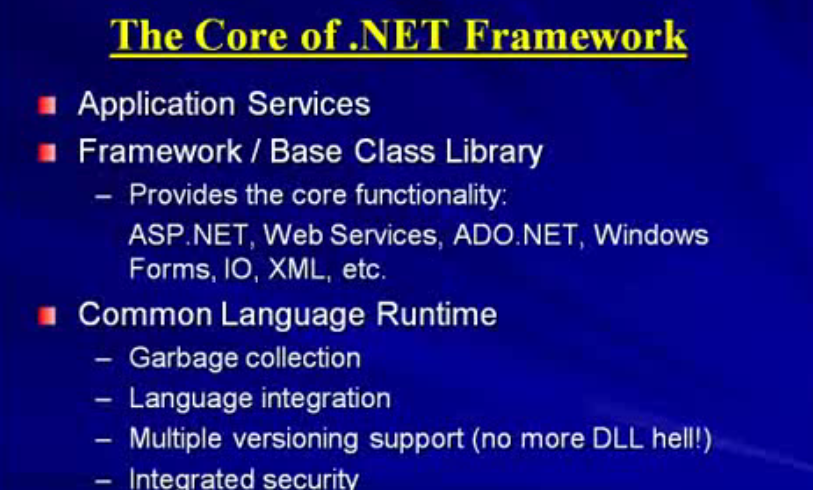 The Core of .NET Framework
Application Services
Framework / Base Class Library
– Provides the core functionality:
ASP.NET, Web Services, ADO.NET, Windows
Forms, IO, XML, etc.
Common Language Runtime
– Garbage collection
– Language integration
– Multiple versioning support (no more DLL hell!)
– Integrated security